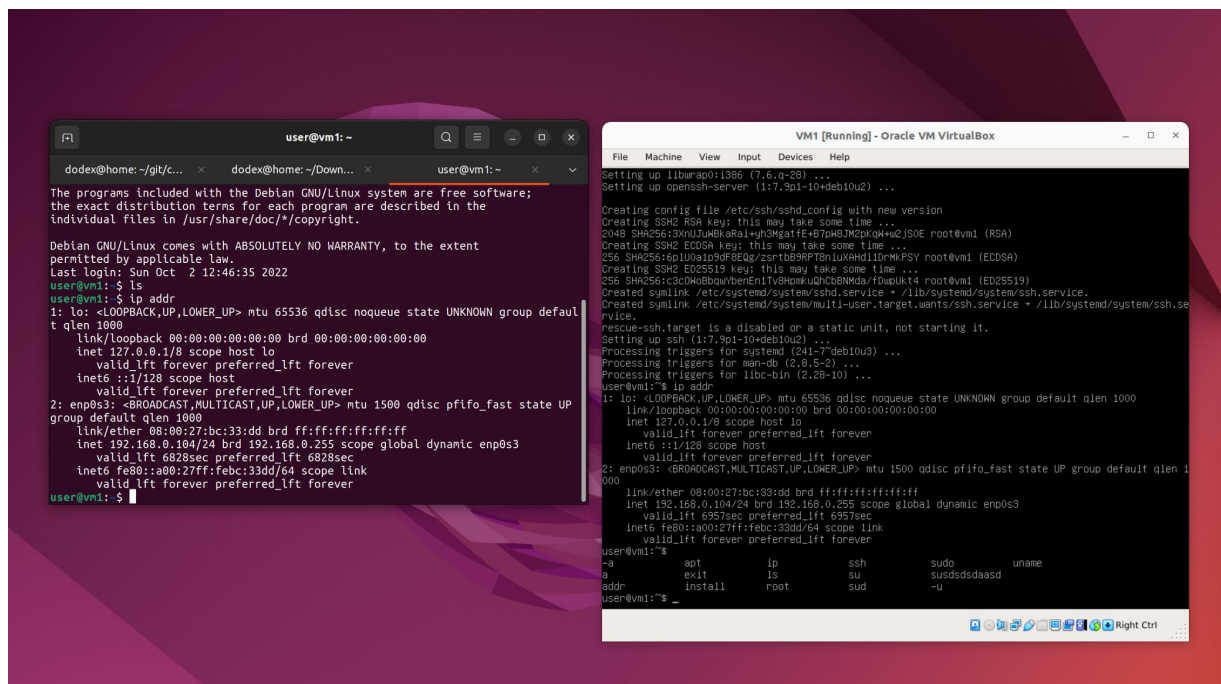 user@vm1: ~
dodex@home: ~/git/c... × dodex@home: ~/Down... × user@vm1: ~ ×
The programs included with the Debian GNU/Linux system are free software;
the exact distribution terms for each program are described in the
individual files in /usr/share/doc/*/copyright.
Debian GNU/Linux comes with ABSOLUTELY NO WARRANTY, to the extent
permitted by applicable law.
Last login: Sun Oct  2 12:46:35 2022
user@vm1:~$ ls
user@vm1:~$ ip addr
1: lo: <LOOPBACK,UP,LOWER_UP> mtu 65536 qdisc noqueue state UNKNOWN group defaul
t qlen 1000
link/loopback 00:00:00:00:00:00 brd 00:00:00:00:00:00
inet 127.0.0.1/8 scope host lo
valid_lft forever preferred_lft forever
inet6 ::1/128 scope host
valid_lft forever preferred_lft forever
2: enp0s3: <BROADCAST,MULTICAST,UP,LOWER_UP> mtu 1500 qdisc pfifo_fast state UP
group default qlen 1000
link/ether 08:00:27:bc:33:dd brd ff:ff:ff:ff:ff:ff
inet 192.168.0.104/24 brd 192.168.0.255 scope global dynamic enp0s3
valid_lft 6828sec preferred_lft 6828sec
inet6 fe80::a00:27ff:febc:33dd/64 scope link
valid_lft forever preferred_lft forever
user@vm1:~$
VM1 [Running] - Oracle VM VirtualBox
File Machine View Input Devices Help
Setting up libwrap0:i386 (7.6.q-28) ...
Setting up openssh-server (1:7.9p1-10+deb10u2) ...
Creating config file /etc/ssh/sshd_config with new version
Creating SSH2 RSA key; this may take some time ...
2048 root@vm1 (RSA)
Creating SSH2 ECDSA key; this may take some time ...
256 root@vm1 (ECDSA)
Creating SSH2 ED25519 key; this may take some time ...
256 root@vm1 (ED25519)
Created symlink /etc/systemd/system/sshd.service → /lib/systemd/system/ssh.service.
Created symlink /etc/systemd/system/multi-user.target.wants/ssh.service → /lib/systemd/system/ssh.se
rvice.
rescue-ssh.target is a disabled or a static unit, not starting it.
Setting up ssh (1:7.9p1-10+deb10u2) ...
Processing triggers for systemd (241-7~deb10u3) ...
Processing triggers for man-db (2.8.5-2) ...
Processing triggers for libc-bin (2.28-10) ...
user@vm1:~$ ip addr
1: lo: <LOOPBACK,UP,LOWER_UP> mtu 65536 qdisc noqueue state UNKNOWN group default qlen 1000
link/loopback 00:00:00:00:00:00 brd 00:00:00:00:00:00
inet 127.0.0.1/8 scope host lo
valid_lft forever preferred_lft forever
inet6 ::1/128 scope host
valid_lft forever preferred_lft forever
2: enp0s3: <BROADCAST,MULTICAST,UP,LOWER_UP> mtu 1500 qdisc pfifo_fast state UP group default qlen 1
000
link/ether 08:00:27:bc:33:dd brd ff:ff:ff:ff:ff:ff
inet 192.168.0.104/24 brd 192.168.0.255 scope global dynamic enp0s3
valid_lft 6957sec preferred_lft 6957sec
inet6 fe80::a00:27ff:febc:33dd/64 scope link
valid_lft forever preferred_lft forever
user@vm1:~$
-a apt ip ssh sudo uname
a exit ls su susdsdsdaasd
addr install root sud -u
user@vm1:~$ _
Right Ctrl